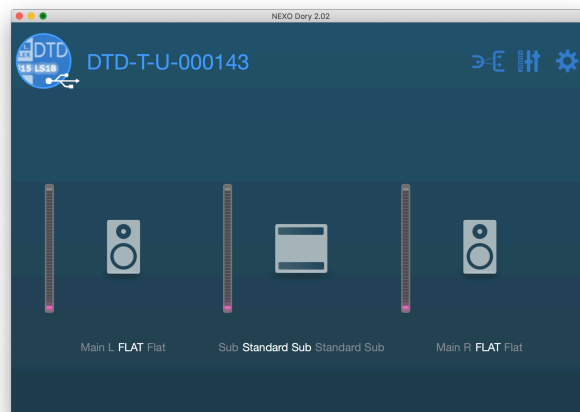 NEXO Dory 2.02
DTD
S15 LS18
DTD-T-U-000143
Main L FLAT Flat
Sub Standard Sub Standard Sub
Main R FLAT Flat